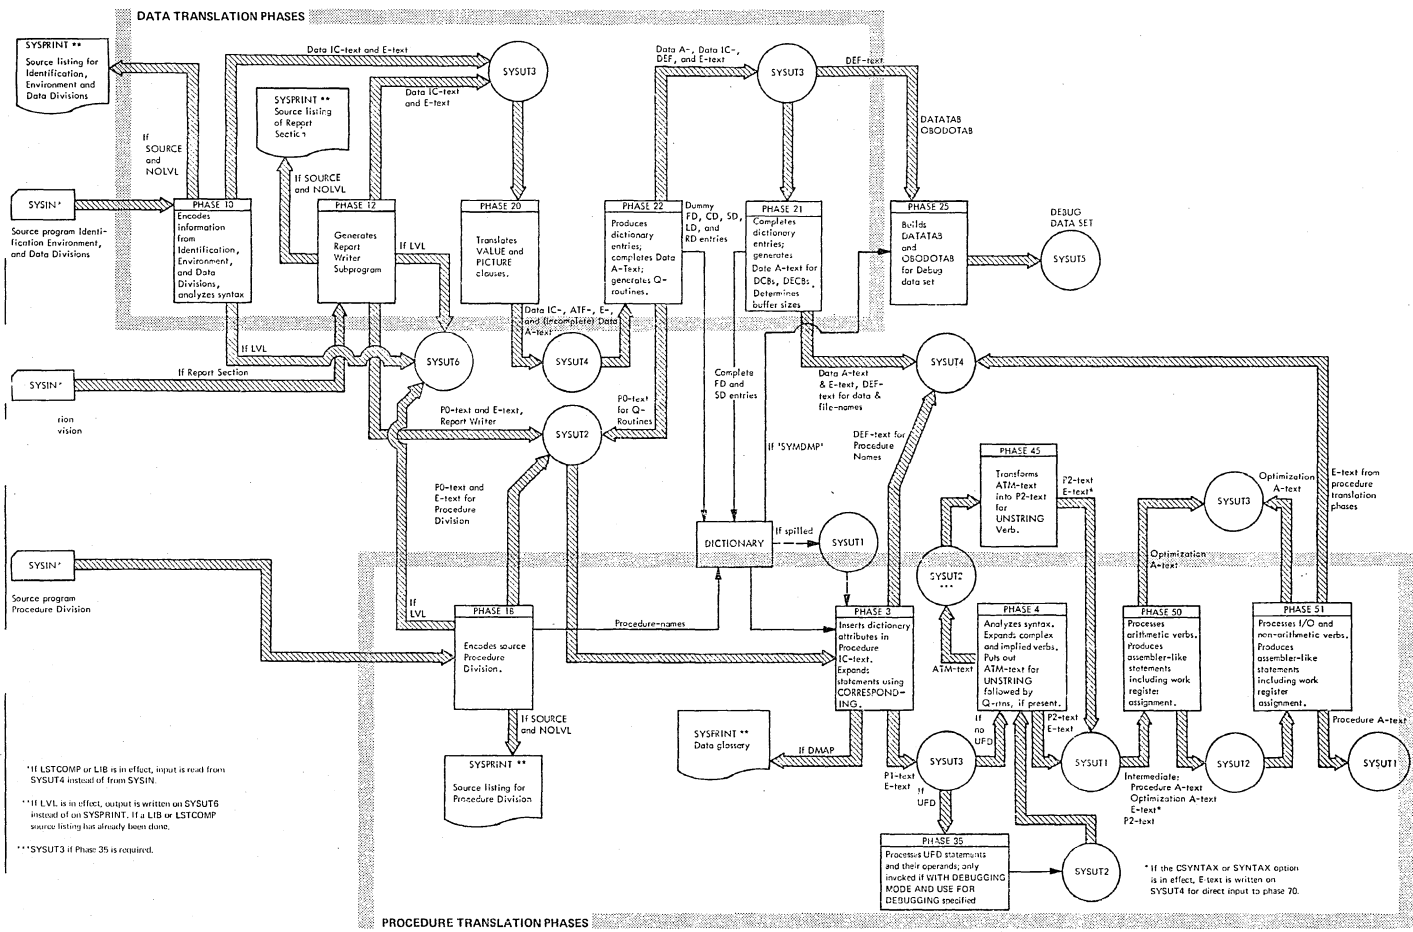 DATA TRANSLATION PHASES
SYSPRINT **
Source listing for
Identification,
Environment and
Data Divisions
Data IC-text and E-text
SYSUT3
Data IC-text
and E-text
SYSPRINT **
Source listing
of Report
Section
If
SOURCE
and
NOLVL
If SOURCE
and NOLVL
Data A-, Data IC-,
DEF, and E-text
SYSUT3
DEF-text
DATATAB
OBODOTAB
SYSIN*
Source program Identi-
fication Environment,
and Data Divisions
PHASE 10
Encodes
information
from
Identification,
Environment,
and Data
Divisions,
analyzes syntax
PHASE 12
Generates
Report
Writer
Subprogram
If LVL
PHASE 20
Translates
VALUE and
PICTURE
clauses.
PHASE 22
Produces
dictionary
entries;
completes Data
A-Text;
generates Q-
routines.
Dummy
FD, CD, SD,
LD, and
RD entries
PHASE 21
Completes
dictionary
entries;
generates
Data A-text for
DCBs, DECBs.
Determines
buffer sizes
PHASE 25
Builds
DATATAB
and
OBODOTAB
for Debug
data set
DEBUG
DATA SET
SYSUT5
Data IC-, ATF-, E-,
and (Incomplete) Data
A-text
If LVL
SYSUT6
SYSUT4
SYSUT4
If Report Section
SYSIN*
rion
vision
Complete
FD and
SD entries
Data A-text
& E-text, DEF-
text for data &
file-names
P0-text and E-text,
Report Writer
SYSUT2
P0-text
for Q-
Routines
If 'SYMDMP'
DEF-text for
Procedure
Names
P0-text and
E-text for
Procedure
Division
PHASE 45
Transforms
ATM-text
into P2-text
for
UNSTRING
Verb.
P2-text
E-text*
Optimization
A-text
SYSUT3
E-text from
procedure
translation
phases
DICTIONARY
If spilled
SYSUT1
SYSUT2
***
Optimization
A-text
SYSIN*
Source program
Procedure Division
If
LVL
PHASE 1B
Encodes source
Procedure
Division.
Procedure-names
PHASE 3
Inserts dictionary
attributes in
Procedure
IC-text.
Expands
statements using
CORRESPOND-
ING.
ATM-text
PHASE 4
Analyzes syntax.
Expands complex
and implied verbs.
Puts out
ATM-text for
UNSTRING
followed by
Q-rtns, if present.
PHASE 50
Processes
arithmetic verbs.
Produces
assembler-like
statements
including work
register
assignment.
PHASE 51
Processes I/O and
non-arithmetic verbs.
Produces
assembler-like
statements
including work
register
assignment.
If SOURCE
and NOLVL
SYSPRINT **
Source listing for
Procedure Division
SYSPRINT **
Data glossary
If DMAP
P1-text
E-text
SYSUT3
If
no
UFD
P2-text
E-text
SYSUT1
Intermediate:
Procedure A-text
Optimization A-text
E-text*
P2-text
SYSUT2
Procedure A-text
SYSUT1
If
UFD
PHASE 35
Processes UFD statements
and their operands; only
invoked if WITH DEBUGGING
MODE AND USE FOR
DEBUGGING specified
SYSUT2
*If LSTCOMP or LIB is in effect, input is read from
SYSUT4 instead of from SYSIN.
**If LVL is in effect, output is written on SYSUT6
instead of on SYSPRINT. If a LIB or LSTCOMP
source listing has already been done.
***SYSUT3 if Phase 35 is required.
* If the CSYNTAX or SYNTAX option
is in effect, E-text is written on
SYSUT4 for direct input to phase 70.
PROCEDURE TRANSLATION PHASES